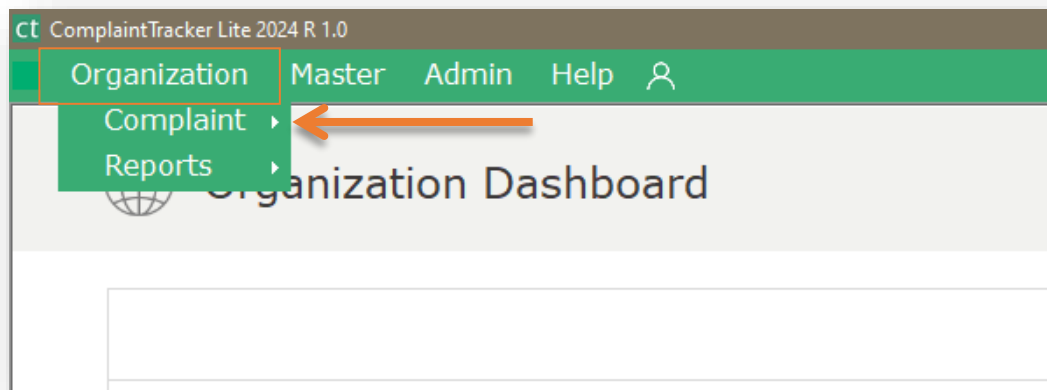 ct ComplaintTracker Lite 2024 R 1.0
Organization Master Admin Help
Complaint
Reports
Organization Dashboard